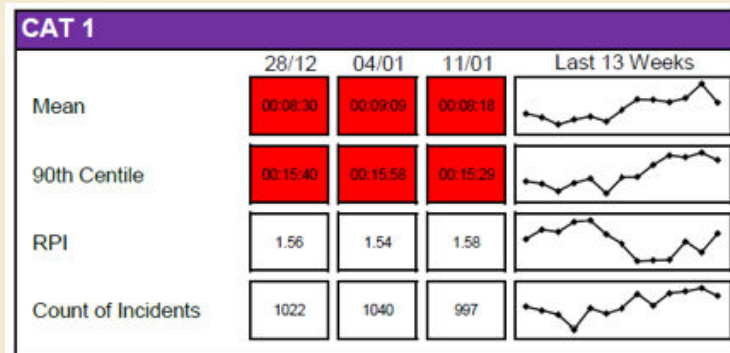 CAT 1
28/12 04/01 11/01 Last 13 Weeks
Mean 00:08:30 00:09:09 00:08:18
90th Centile 00:15:40 00:15:58 00:15:29
RPI 1.56 1.54 1.58
Count of Incidents 1022 1040 997